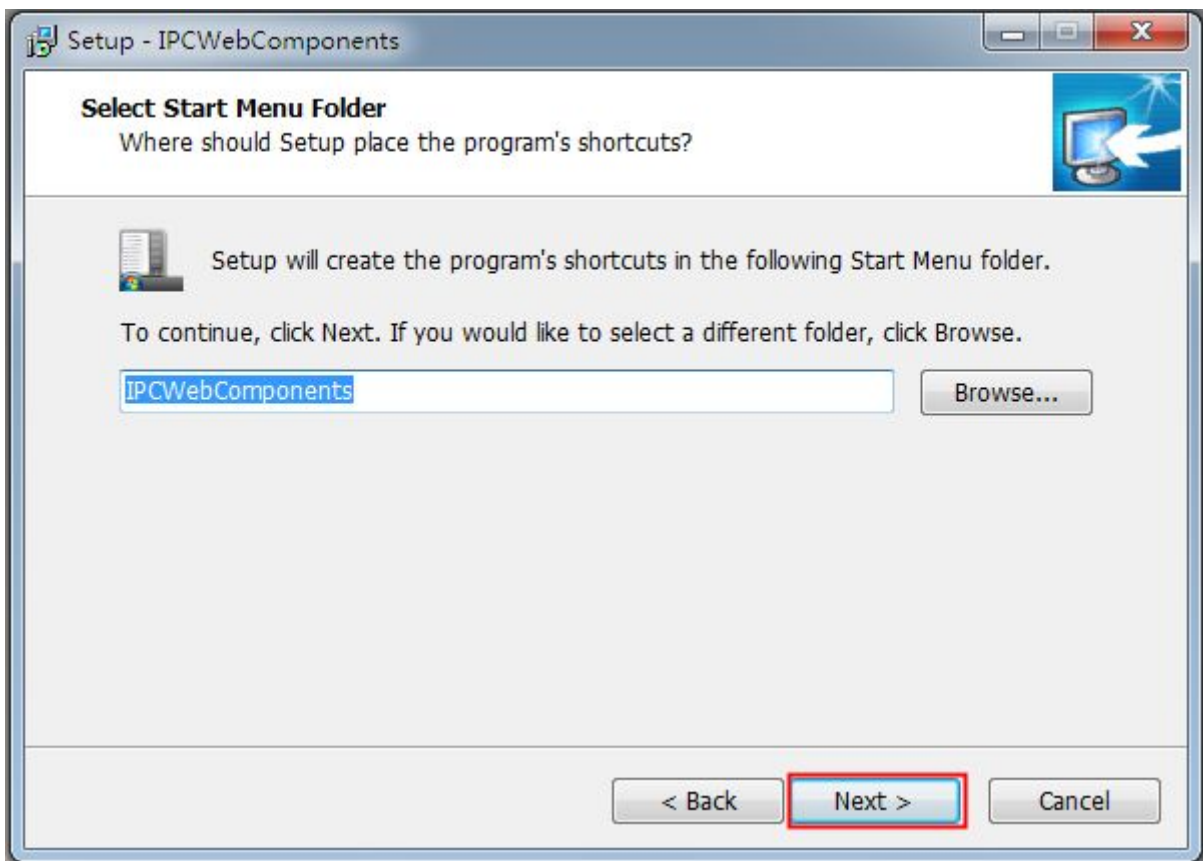 Setup - IPCWebComponents
Select Start Menu Folder
Where should Setup place the program's shortcuts?
Setup will create the program's shortcuts in the following Start Menu folder.
To continue, click Next. If you would like to select a different folder, click Browse.
IPCWebComponents
Browse...
< Back
Next >
Cancel